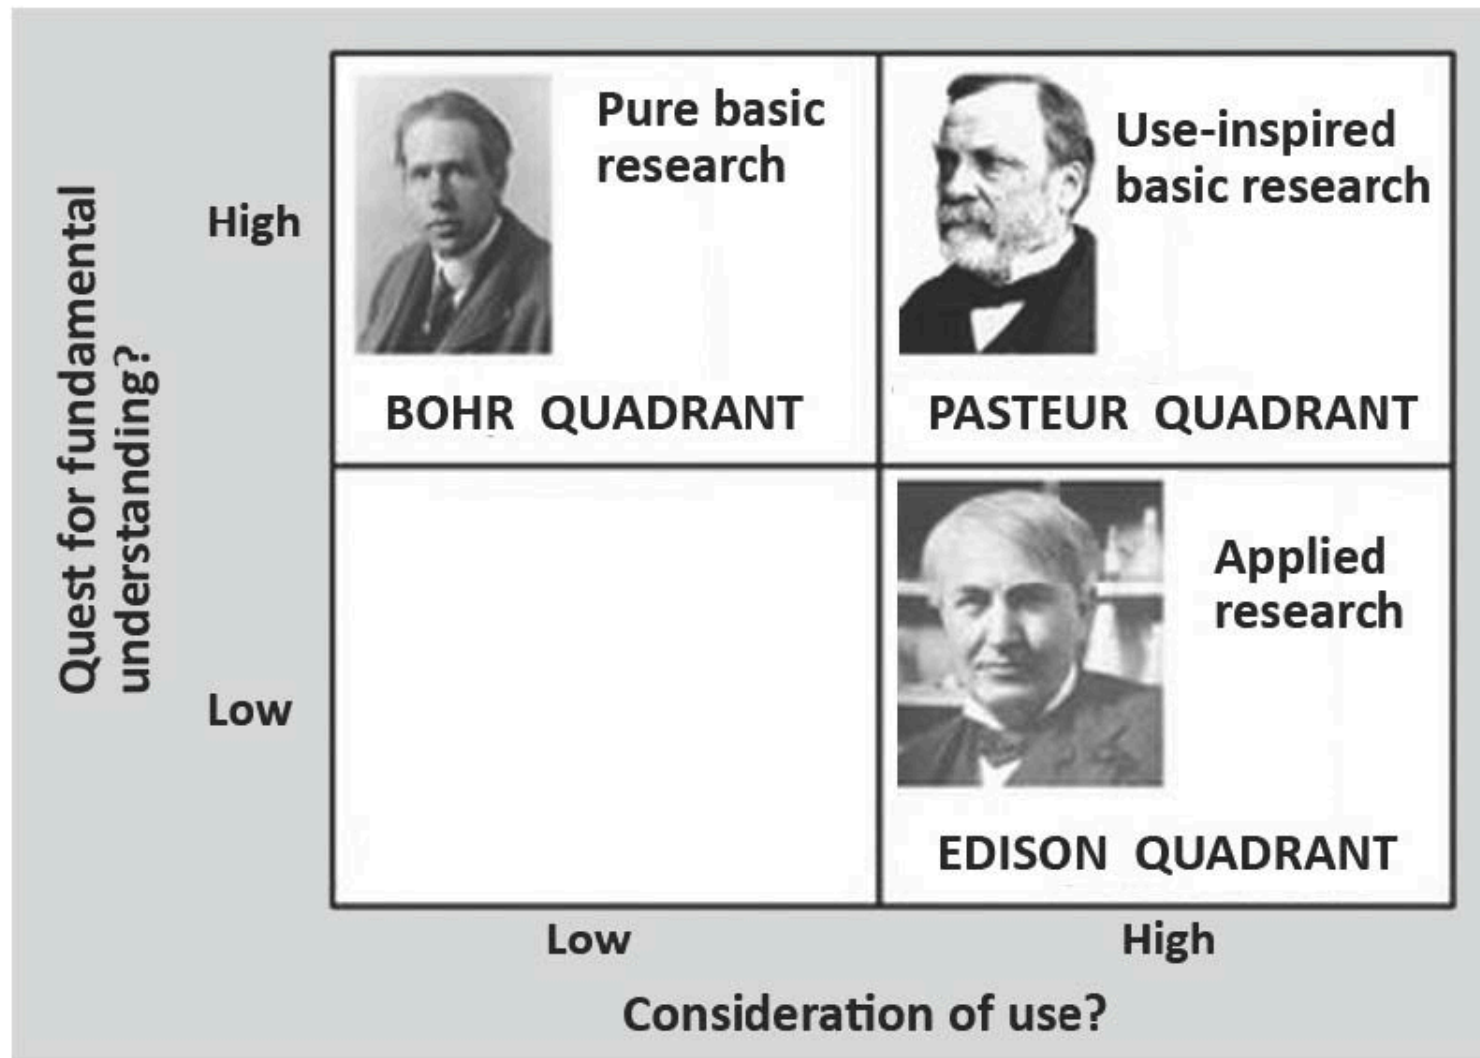 Quest for fundamental
understanding?
High
Pure basic
research
BOHR QUADRANT
Use-inspired
basic research
PASTEUR QUADRANT
Low
Applied
research
EDISON QUADRANT
Low
High
Consideration of use?